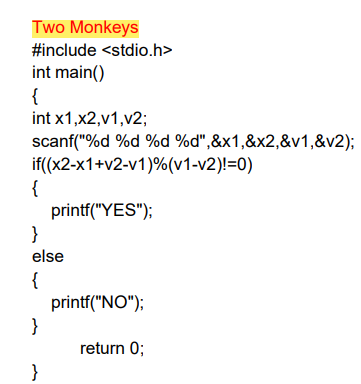 Two Monkeys
#include <stdio.h>
int main()
{
int x1,x2,v1,v2;
scanf("%d %d %d %d",&x1,&x2,&v1,&v2);
if((x2-x1+v2-v1)%(v1-v2)!=0)
{
printf("YES");
}
else
{
printf("NO");
}
return 0;
}